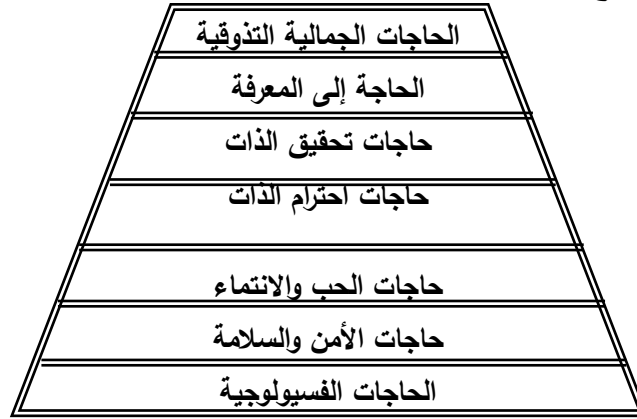 الحاجات الجمالية التذوقية
الحاجة إلى المعرفة
حاجات تحقيق الذات
حاجات احترام الذات
حاجات الحب والانتماء
حاجات الأمن والسلامة
الحاجات الفسيولوجية